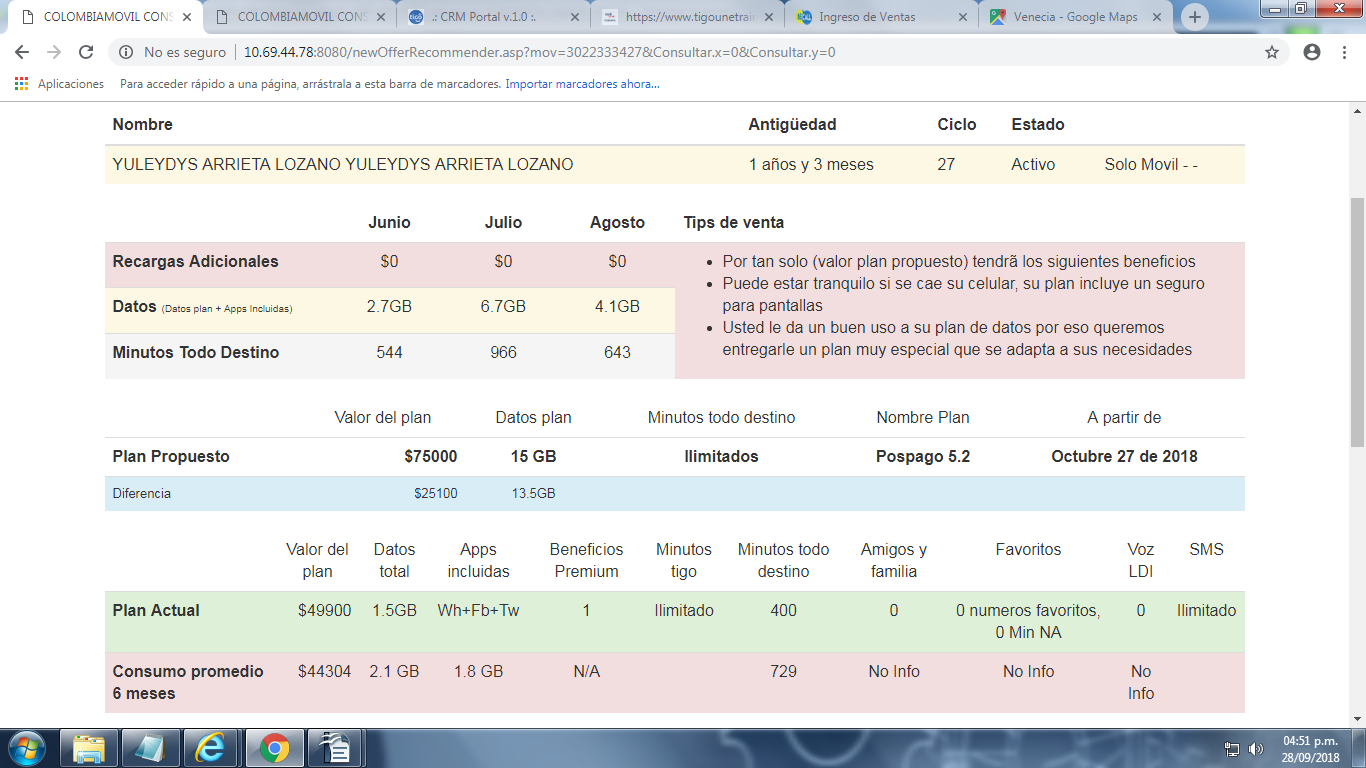 COLOMBIAMOVIL CONS
COLOMBIAMOVIL CONS
.: CRM Portal v.1.0 :.
https://www.tigounetrain
Ingreso de Ventas
Venecia - Google Maps
No es seguro | 10.69.44.78:8080/newOfferRecommender.asp?mov=3022333427&Consultar.x=0&Consultar.y=0
Aplicaciones Para acceder rápido a una página, arrástrala a esta barra de marcadores. Importar marcadores ahora...
Nombre Antigüedad Ciclo Estado
YULEYDYS ARRIETA LOZANO YULEYDYS ARRIETA LOZANO 1 años y 3 meses 27 Activo Solo Movil - -
Junio Julio Agosto Tips de venta
Recargas Adicionales $0 $0 $0
Datos (Datos plan + Apps Incluidas) 2.7GB 6.7GB 4.1GB
Minutos Todo Destino 544 966 643
• Por tan solo (valor plan propuesto) tendrã los siguientes beneficios
• Puede estar tranquilo si se cae su celular, su plan incluye un seguro
para pantallas
• Usted le da un buen uso a su plan de datos por eso queremos
entregarle un plan muy especial que se adapta a sus necesidades
Valor del plan Datos plan Minutos todo destino Nombre Plan A partir de
Plan Propuesto $75000 15 GB Ilimitados Pospago 5.2 Octubre 27 de 2018
Diferencia $25100 13.5GB
Valor del Datos Apps Beneficios Minutos Minutos todo Amigos y Favoritos Voz SMS
plan total incluidas Premium tigo destino familia LDI
Plan Actual $49900 1.5GB Wh+Fb+Tw 1 Ilimitado 400 0 0 numeros favoritos, 0 Ilimitado
0 Min NA
Consumo promedio $44304 2.1 GB 1.8 GB N/A 729 No Info No Info No
6 meses Info
04:51 p.m.
28/09/2018